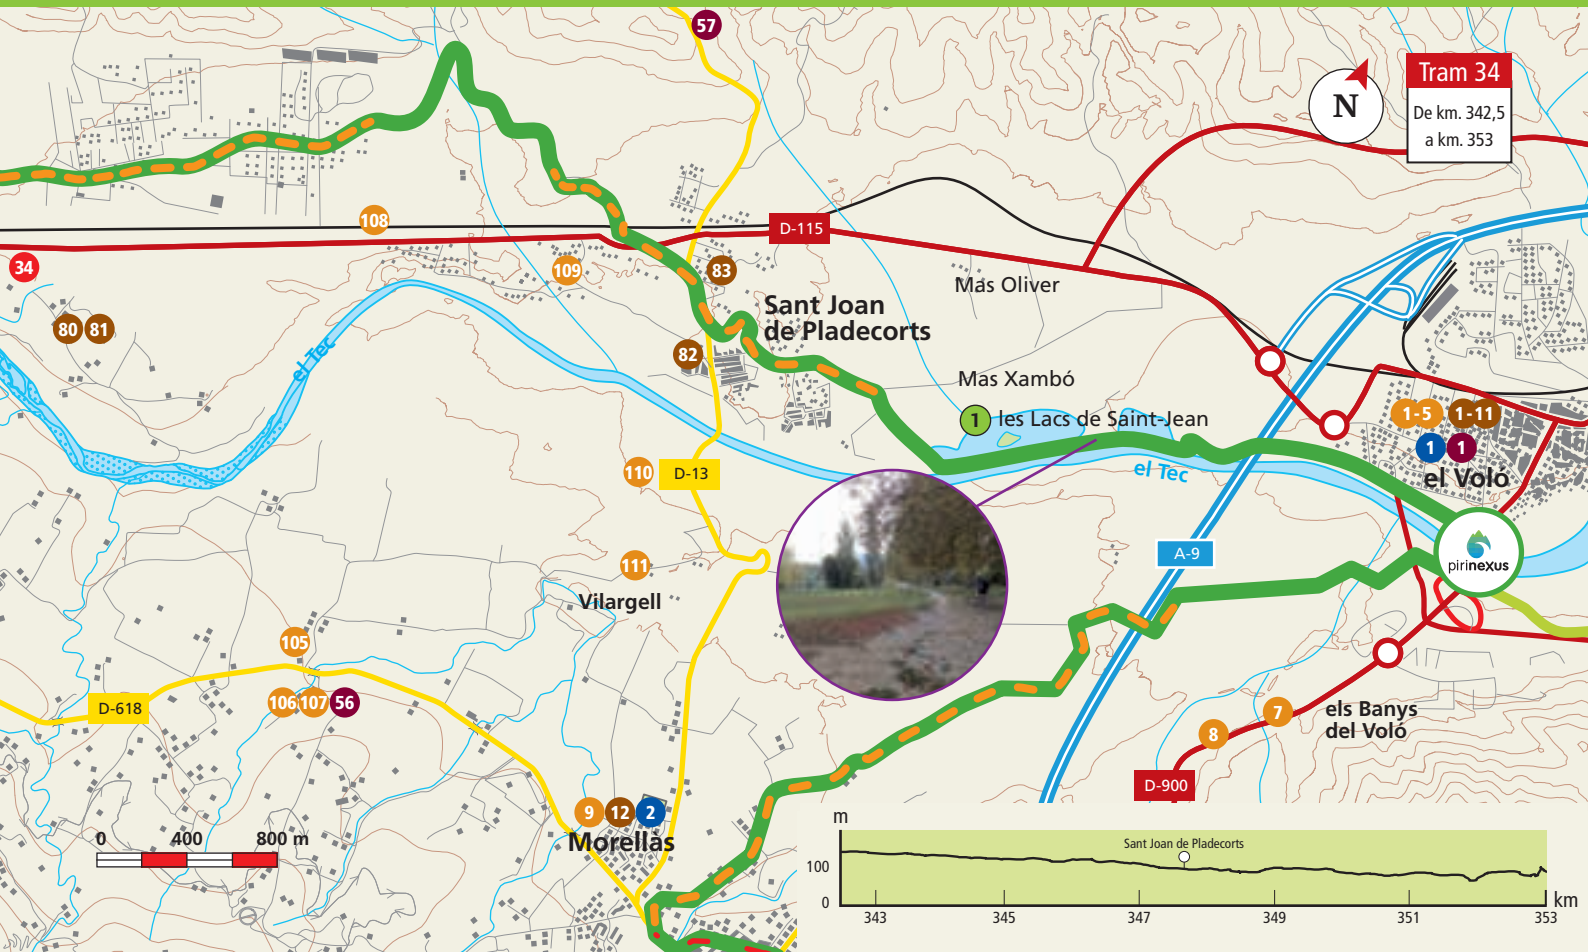 57
N
Tram 34
De km. 342,5
a km. 353
108
D-115
34
109
83
Mas Oliver
Sant Joan
de Pladecorts
80
81
el Tec
82
Mas Xambó
1
les Lacs de Saint-Jean
1-5
1-11
1
1
el Voló
110
D-13
el Tec
A-9
pirinexus
111
Vilargell
105
106
107
56
D-618
7
8
els Banys
del Voló
D-900
9
12
2
Morellàs
0
400
800 m
m
Sant Joan de Pladecorts
100
0
343
345
347
349
351
353
km